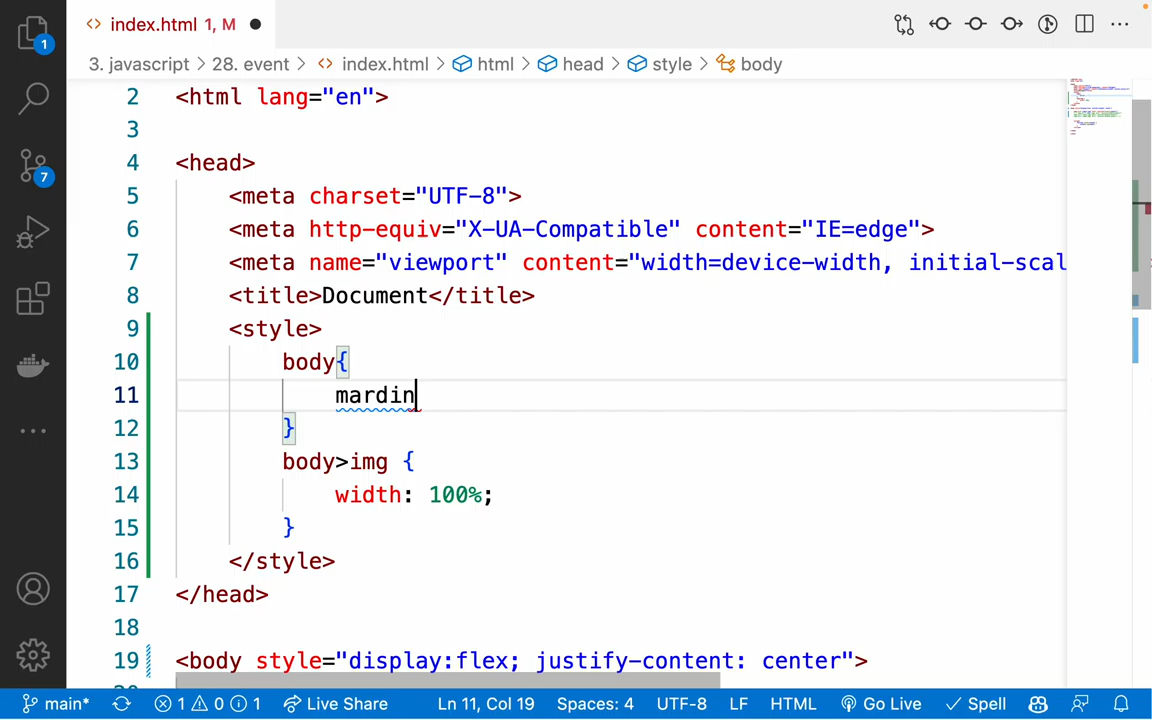 index.html 1, M
3. javascript > 28. event > index.html > html > head > style > body
1
2 <html lang="en">
3
4 <head>
5 <meta charset="UTF-8">
7
6 <meta http-equiv="X-UA-Compatible" content="IE=edge">
7 <meta name="viewport" content="width=device-width, initial-scal
8 <title>Document</title>
9 <style>
10 body{
11 mardin
12 }
13 body>img {
14 width: 100%;
15 }
16 </style>
17 </head>
18
19 <body style="display:flex; justify-content: center">
main* 1 0 1 Live Share Ln 11, Col 19 Spaces: 4 UTF-8 LF HTML Go Live Spell